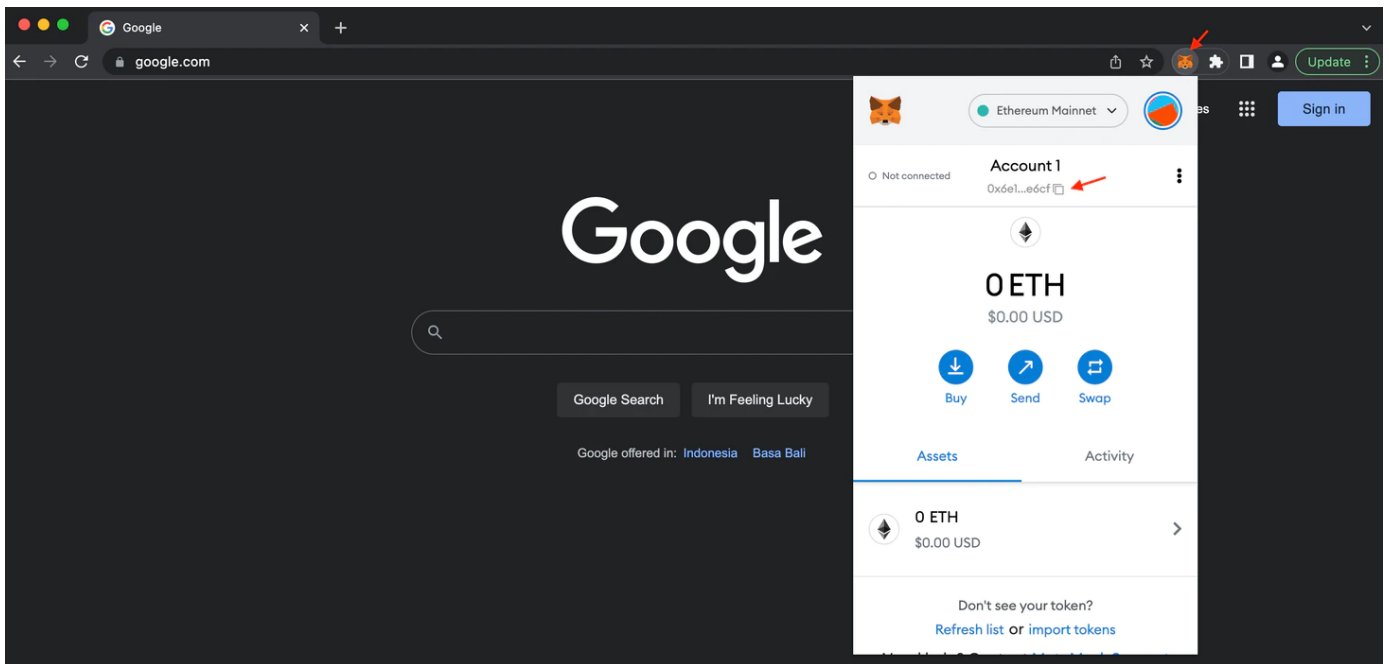 Google
google.com
Update
Ethereum Mainnet
es
Sign in
Not connected
Account 1
0x6e1...e6cf
Google
0 ETH
$0.00 USD
Buy
Send
Swap
Google Search
I'm Feeling Lucky
Google offered in: Indonesia Basa Bali
Assets
Activity
0 ETH
$0.00 USD
Don't see your token?
Refresh list or import tokens